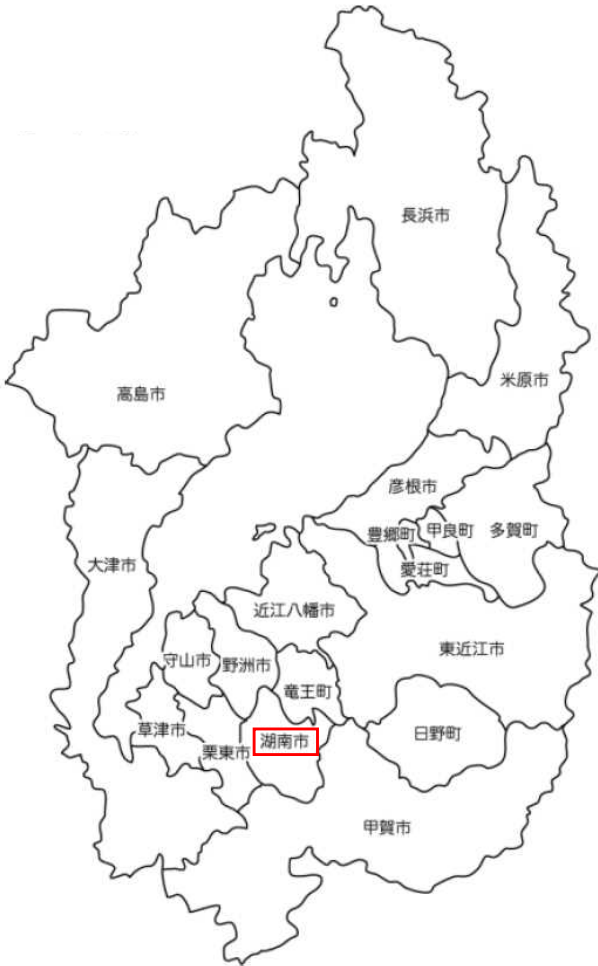 長浜市
米原市
高島市
彦根市
豊郷町
甲良町
多賀町
愛荘町
大津市
近江八幡市
東近江市
守山市
野洲市
竜王町
草津市
栗東市
湖南市
日野町
甲賀市